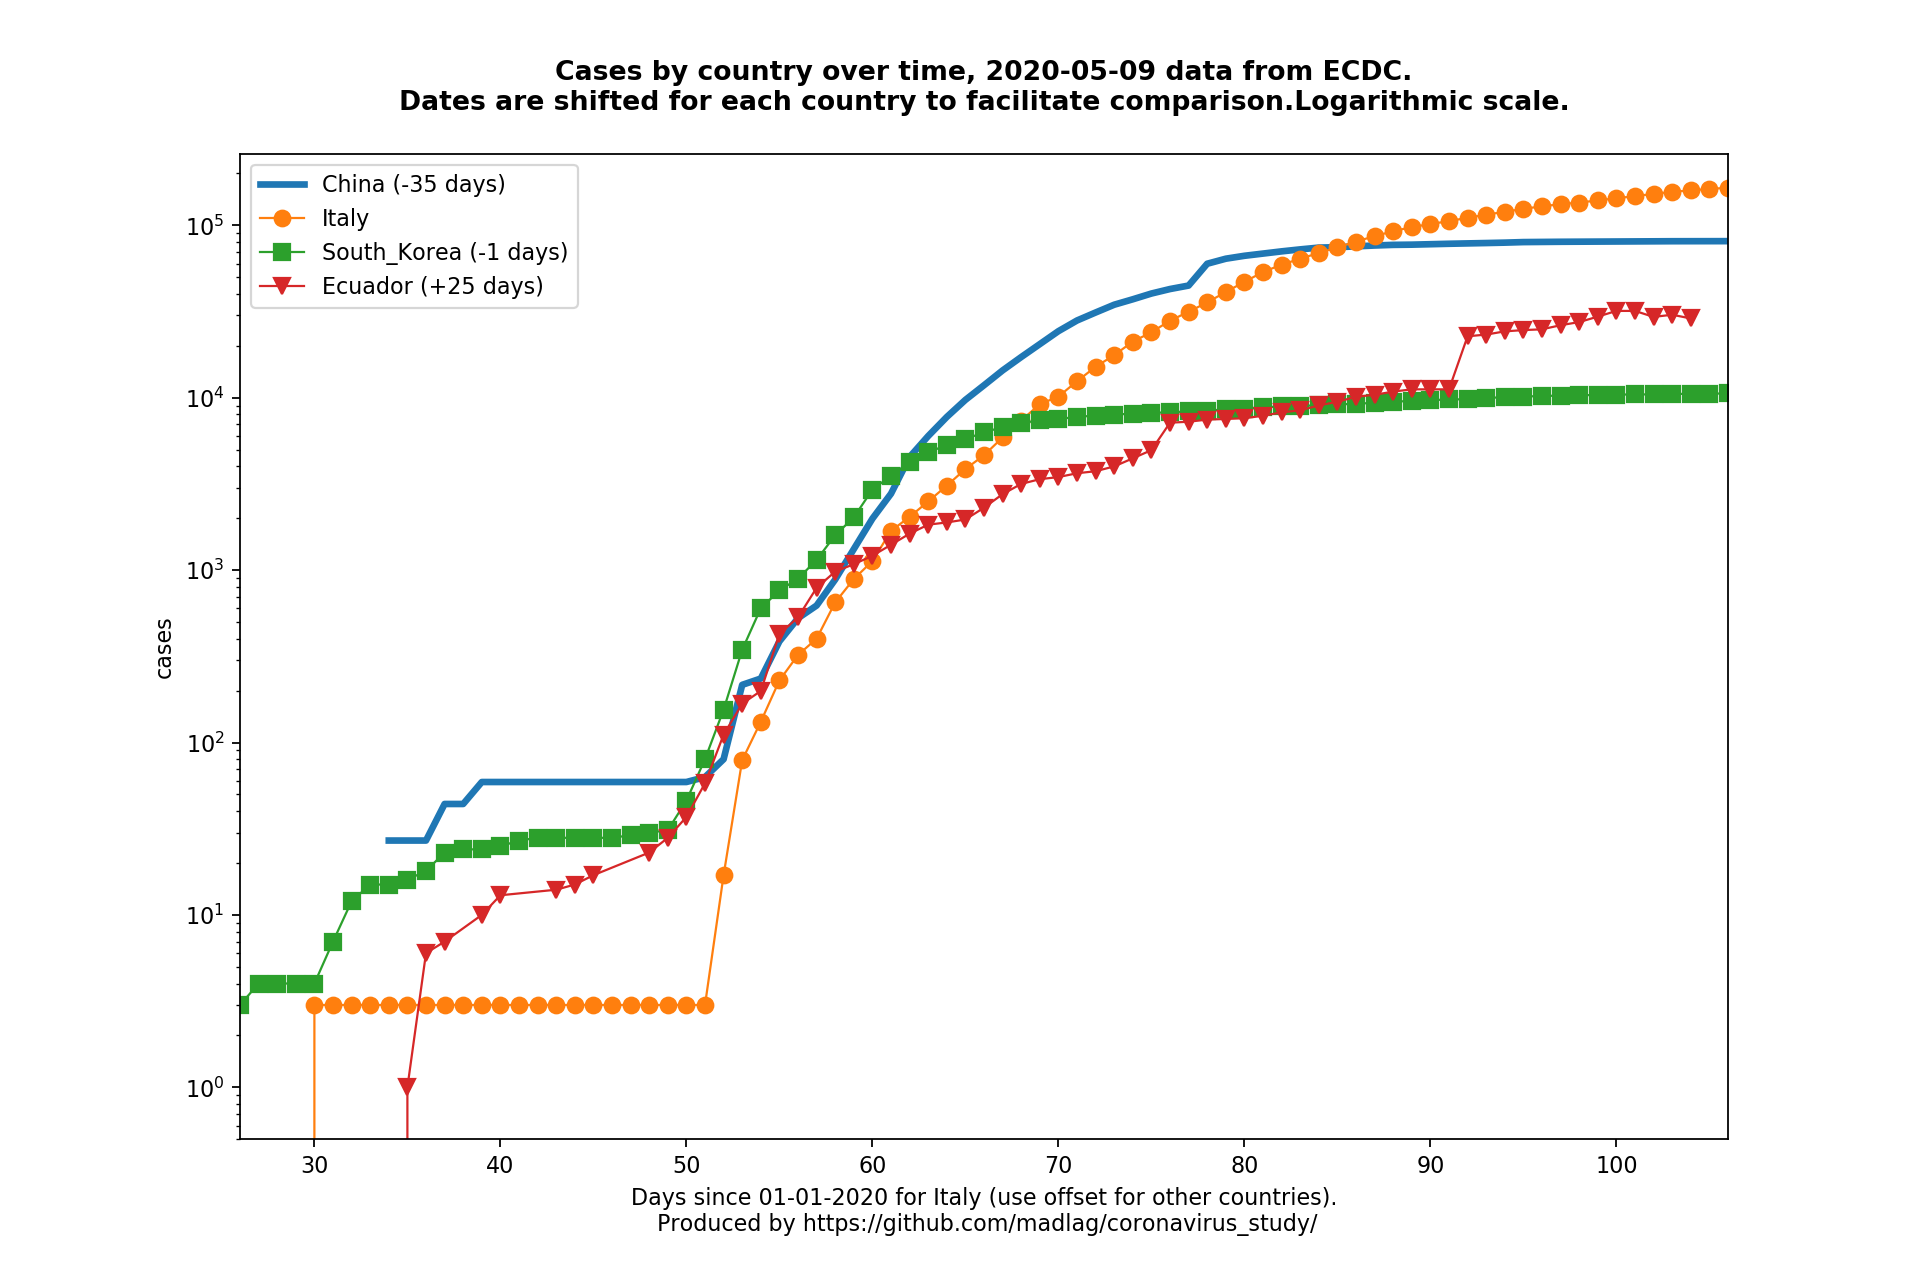 Cases by country over time, 2020-05-09 data from ECDC.
Dates are shifted for each country to facilitate comparison.Logarithmic scale.
China (-35 days)
Italy
South_Korea (-1 days)
Ecuador (+25 days)
10^5
10^4
10^3
10^2
10^1
10^0
cases
30 40 50 60 70 80 90 100
Days since 01-01-2020 for Italy (use offset for other countries).
Produced by https://github.com/madlag/coronavirus_study/